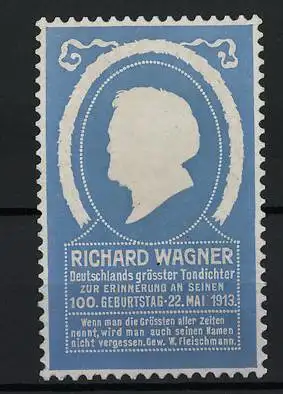 RICHARD WAGNER
Deutschlands grösster Tondichter
ZUR ERINNERUNG AN SEINEN
100. GEBURTSTAG · 22. MAI 1913.
Wenn man die Grössten aller Zeiten
nennt, wird man auch seinen Namen
nicht vergessen. Gew. W. Fleischmann.